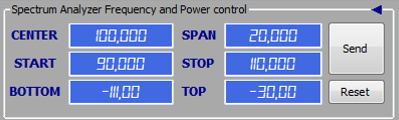 Spectrum Analyzer Frequency and Power control
CENTER 100,000 SPAN 20,000 Send
START 90,000 STOP 110,000
BOTTOM -111,00 TOP -30,00 Reset